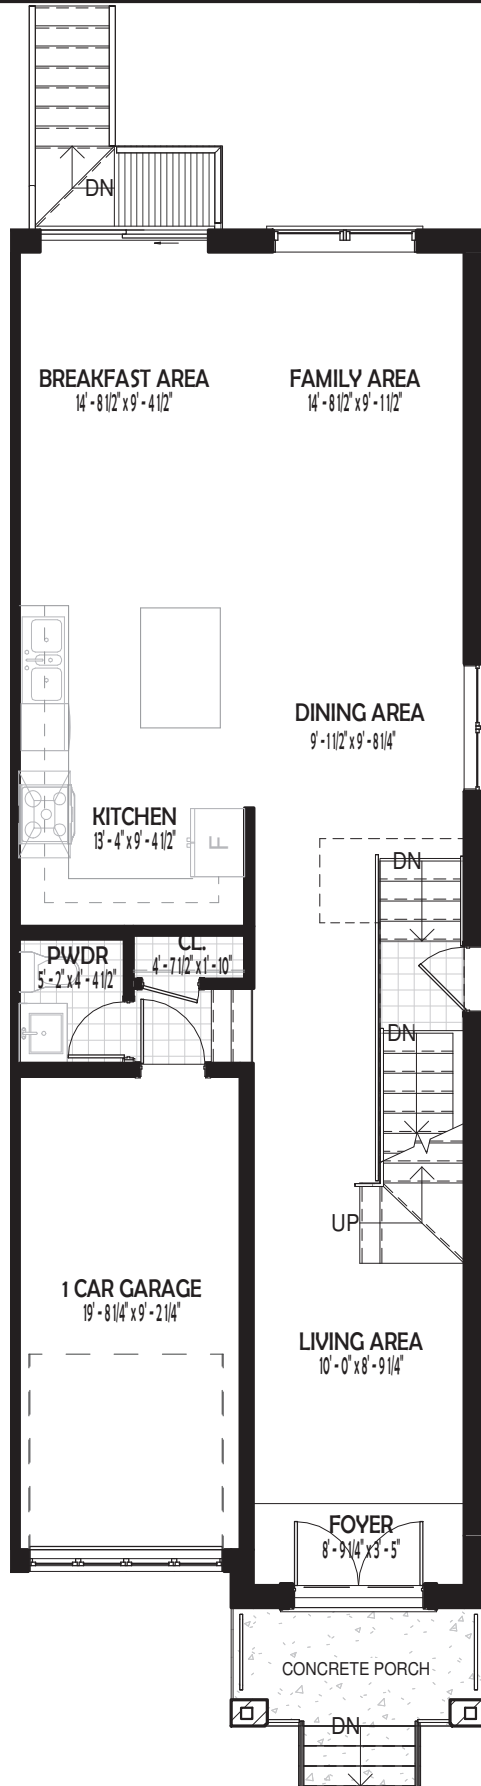 DN
BREAKFAST AREA
14' - 8 1/2" x 9' - 4 1/2"
FAMILY AREA
14' - 8 1/2" x 9' - 1 1/2"
DINING AREA
9' - 1 1/2" x 9' - 8 1/4"
KITCHEN
13' - 4" x 9' - 4 1/2"
F
DN
CL.
4' - 7 1/2" x 1' - 10"
PWDR
5' - 2" x 4' - 4 1/2"
DN
UP
1 CAR GARAGE
19' - 8 1/4" x 9' - 2 1/4"
LIVING AREA
10' - 0" x 8' - 9 1/4"
FOYER
8' - 9 1/4" x 3' - 5"
CONCRETE PORCH
DN